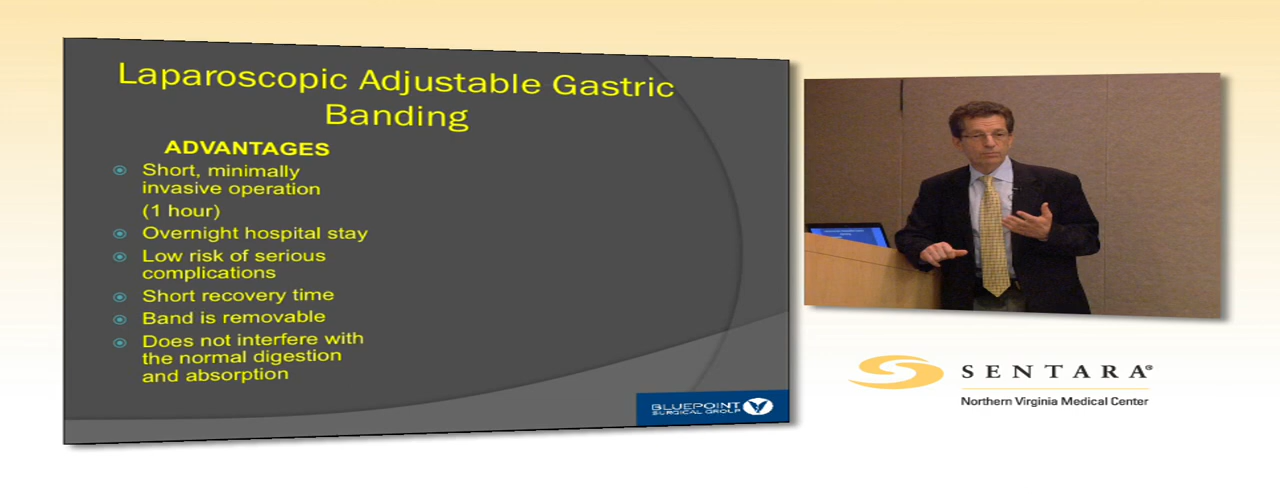 Laparoscopic Adjustable Gastric
Banding
ADVANTAGES
Short, minimally
invasive operation
(1 hour)
Overnight hospital stay
Low risk of serious
complications
Short recovery time
Band is removable
Does not interfere with
the normal digestion
and absorption
BLUEPOINT
SURGICAL GROUP
SENTARA®
Northern Virginia Medical Center